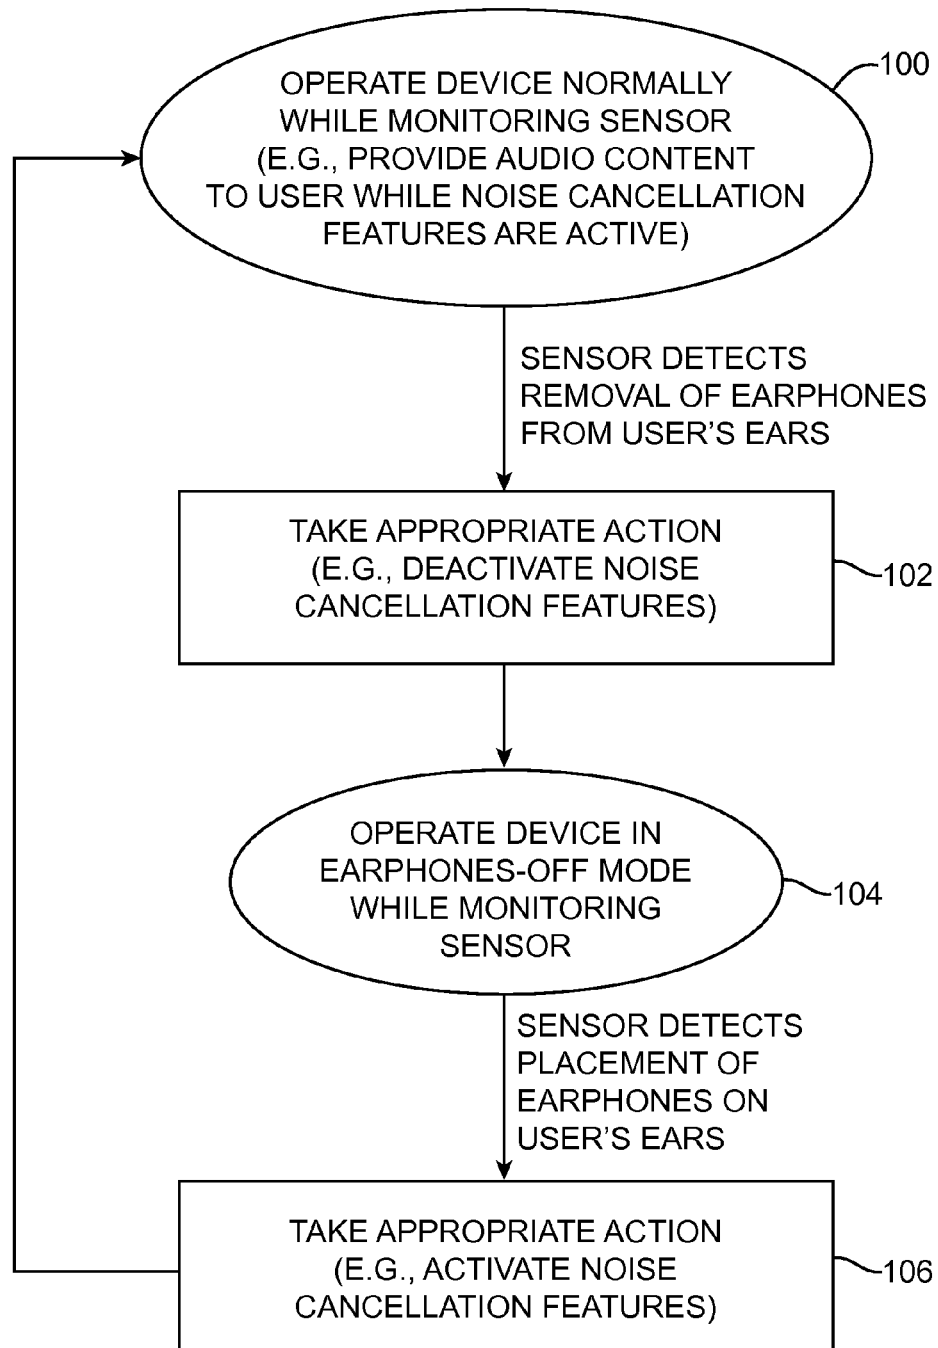 OPERATE DEVICE NORMALLY
WHILE MONITORING SENSOR
(E.G., PROVIDE AUDIO CONTENT
TO USER WHILE NOISE CANCELLATION
FEATURES ARE ACTIVE)
100
SENSOR DETECTS
REMOVAL OF EARPHONES
FROM USER'S EARS
TAKE APPROPRIATE ACTION
(E.G., DEACTIVATE NOISE
CANCELLATION FEATURES)
102
OPERATE DEVICE IN
EARPHONES-OFF MODE
WHILE MONITORING
SENSOR
104
SENSOR DETECTS
PLACEMENT OF
EARPHONES ON
USER'S EARS
TAKE APPROPRIATE ACTION
(E.G., ACTIVATE NOISE
CANCELLATION FEATURES)
106